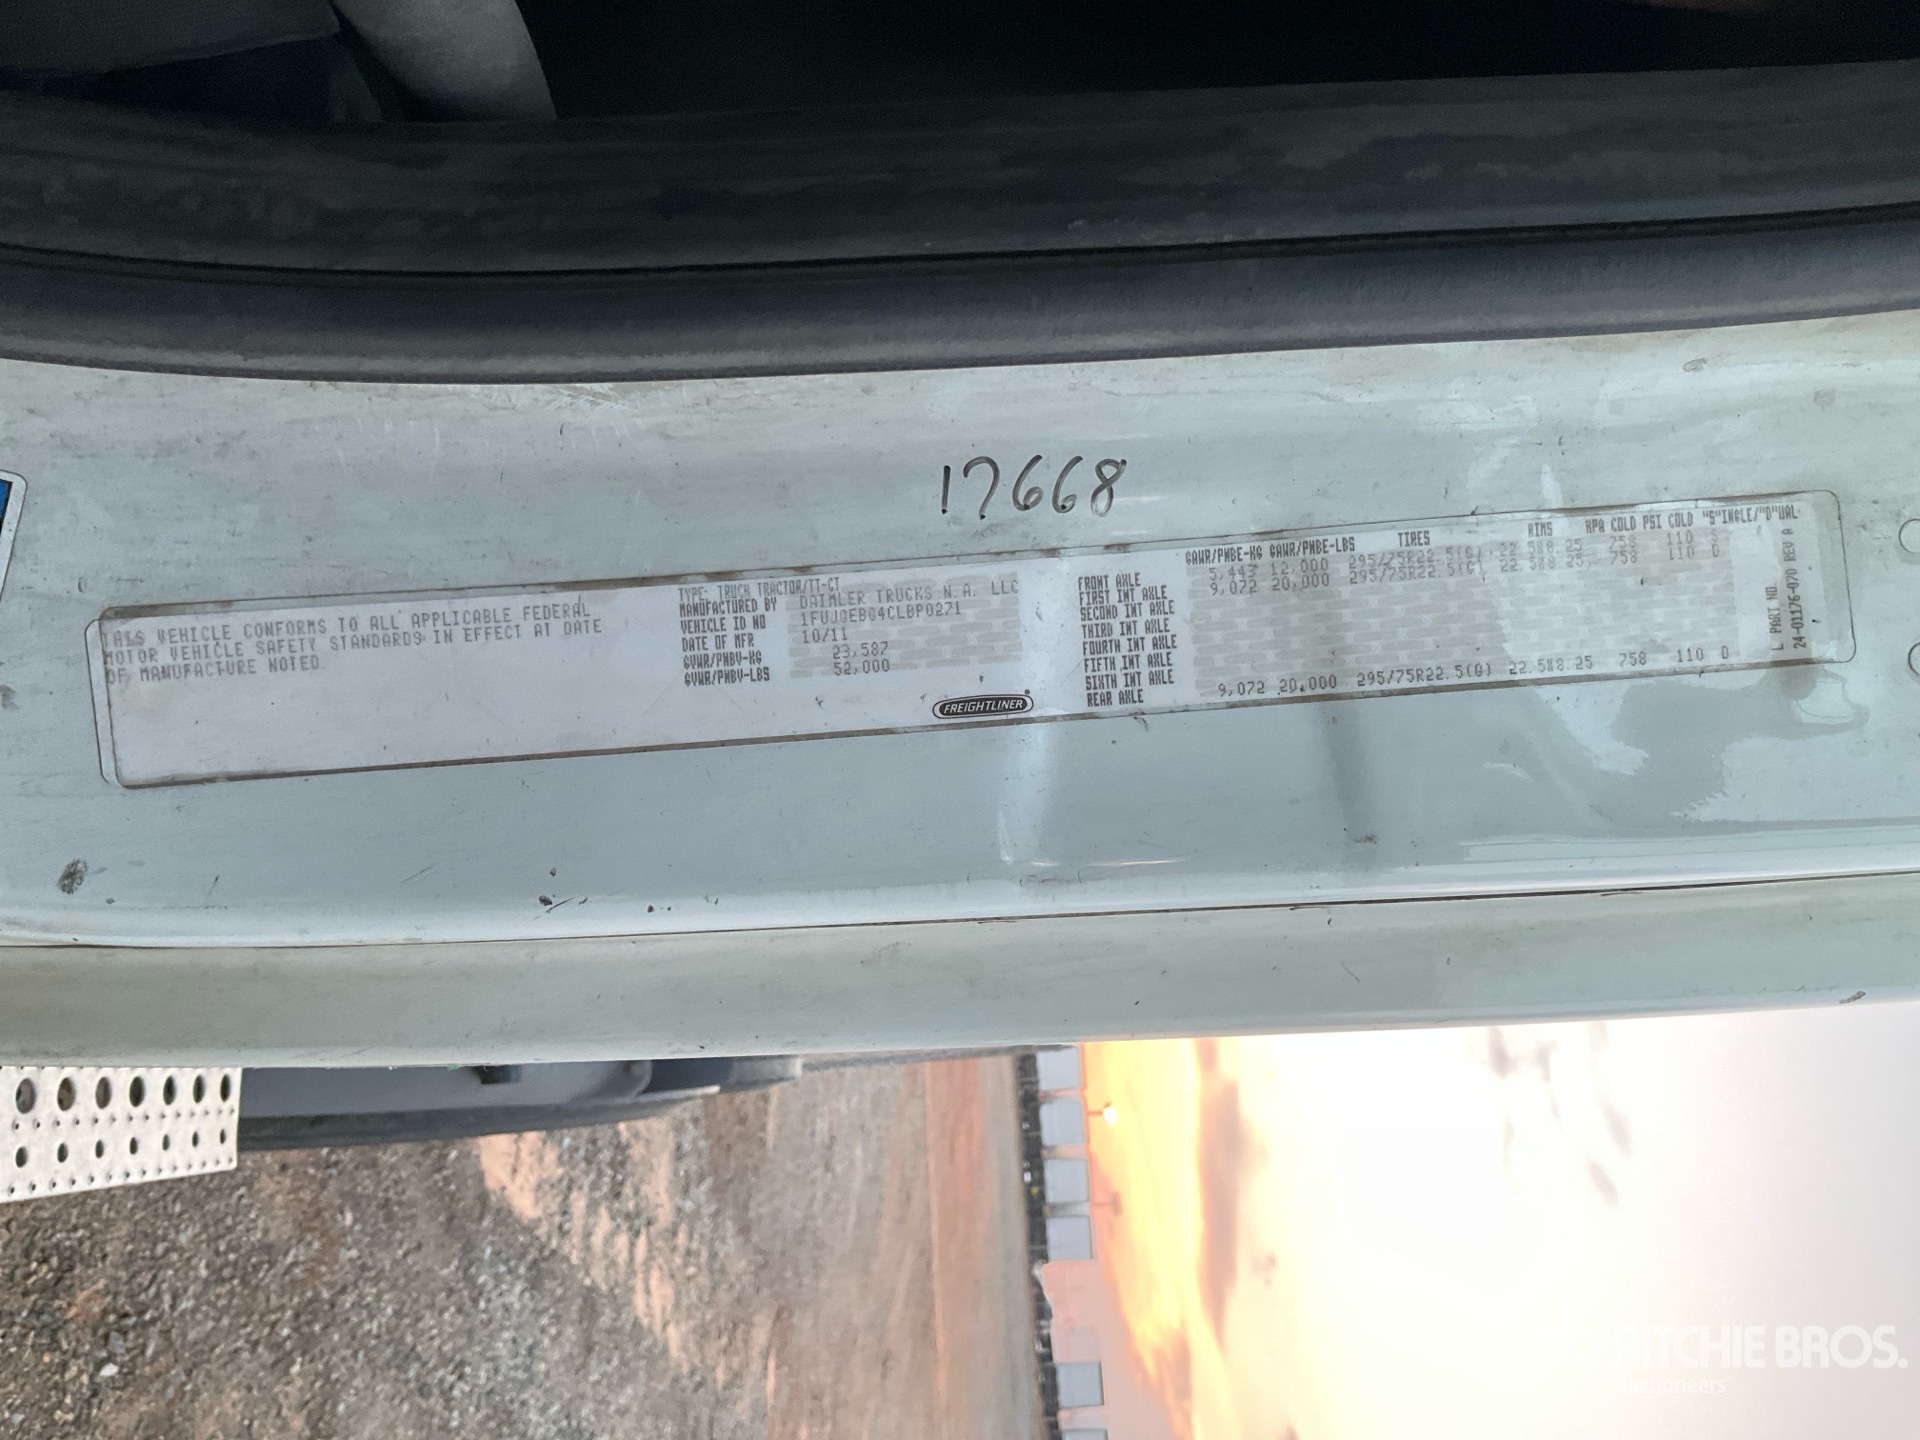 17668
THIS VEHICLE CONFORMS TO ALL APPLICABLE FEDERAL
MOTOR VEHICLE SAFETY STANDARDS IN EFFECT AT DATE
OF MANUFACTURE NOTED.
TYPE: TRUCK TRACTOR/TT-CT
MANUFACTURED BY DAIMLER TRUCKS N.A. LLC
VEHICLE ID NO 1FUJGEBG4CLBP0271
DATE OF MFR 10/11
GVWR/PNBV-KG 23,587
GVWR/PNBV-LBS 52,000
FREIGHTLINER
GAWR/PNBE-KG GAWR/PNBE-LBS TIRES RIMS KPA COLD PSI COLD "S"INGLE/"D"UAL
FRONT AXLE 5,443 12,000 295/75R22.5(G) 758 110 S
FIRST INT AXLE 9,072 20,000 295/75R22.5(G) 22.5W8.25, 758 110 D
SECOND INT AXLE
THIRD INT AXLE
FOURTH INT AXLE
FIFTH INT AXLE
SIXTH INT AXLE
REAR AXLE 9,072 20,000 295/75R22.5(G) 22.5W8.25 758 110 D
L PART NO.
24-01176-070 REV A
RITCHIE BROS.
Auctioneers